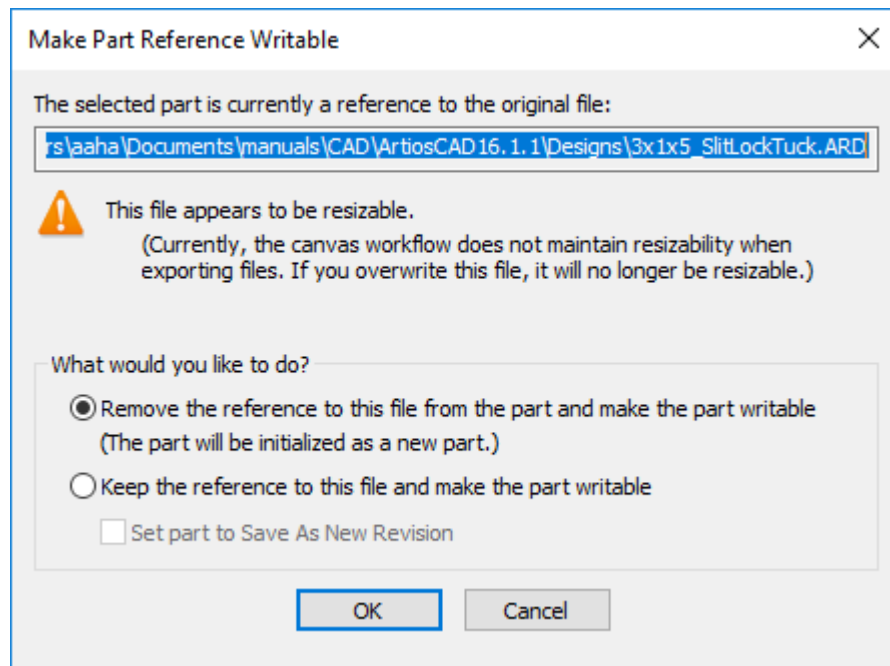 Make Part Reference Writable
The selected part is currently a reference to the original file:
rs\aaha\Documents\manuals\CAD\ArtiosCAD16.1.1\Designs\3x1x5_SlitLockTuck.ARD
This file appears to be resizable.
(Currently, the canvas workflow does not maintain resizability when
exporting files. If you overwrite this file, it will no longer be resizable.)
What would you like to do?
Remove the reference to this file from the part and make the part writable
(The part will be initialized as a new part.)
Keep the reference to this file and make the part writable
Set part to Save As New Revision
OK Cancel